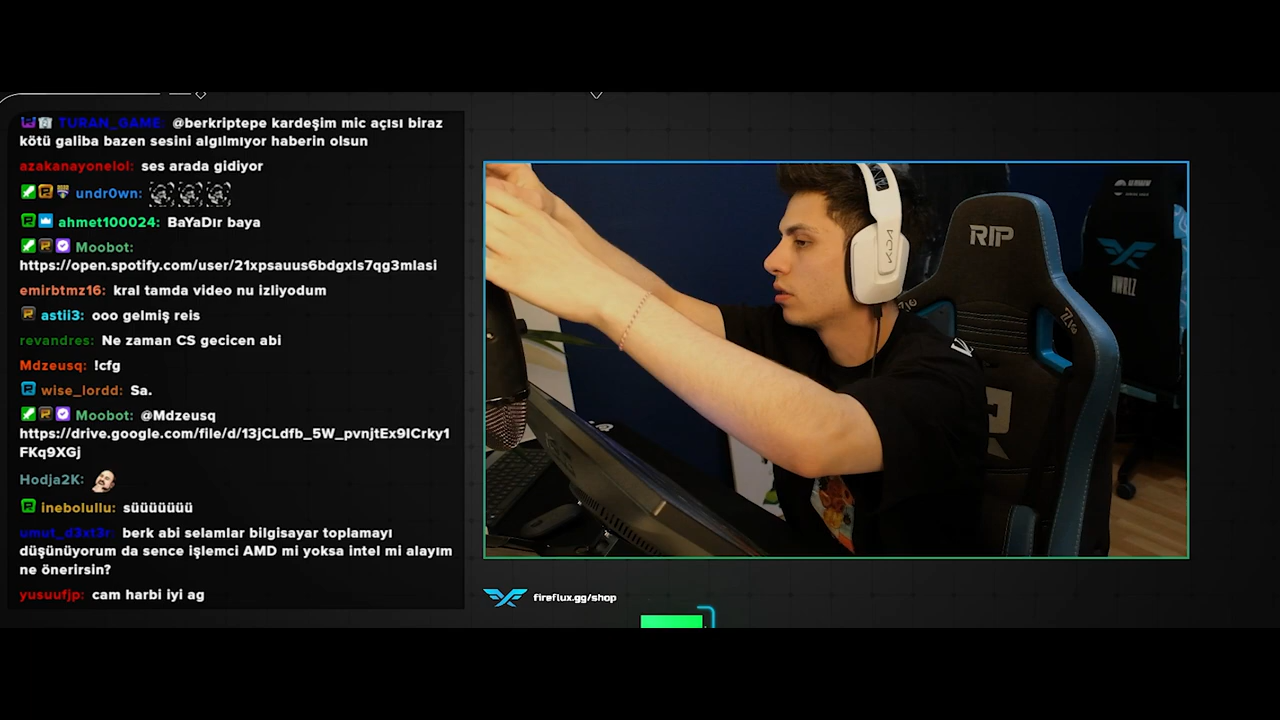 TURAN_GAME: @berkriptepe kardeşim mic açısı biraz
kötü galiba bazen sesini algılmıyor haberin olsun
azakanayonelol: ses arada gidiyor
undr0wn:
ahmet100024: BaYaDır baya
Moobot:
https://open.spotify.com/user/21xpsauus6bdgxls7qg3mlasi
emirbtmz16: kral tamda video nu izliyodum
astii3: ooo gelmiş reis
revandres: Ne zaman CS gecicen abi
Mdzeusq: !cfg
wise_lordd: Sa.
Moobot: @Mdzeusq
https://drive.google.com/file/d/13jCLdfb_5W_pvnjtEx9ICrky1
FKq9XGj
Hodja2K:
inebolullu: süüüüüüü
umut_d3xt3r: berk abi selamlar bilgisayar toplamayı
düşünüyorum da sence işlemci AMD mi yoksa intel mi alayım
ne önerirsin?
yusuufjp: cam harbi iyi ag
K/DA
RIP
NWRLZ
fireflux.gg/shop